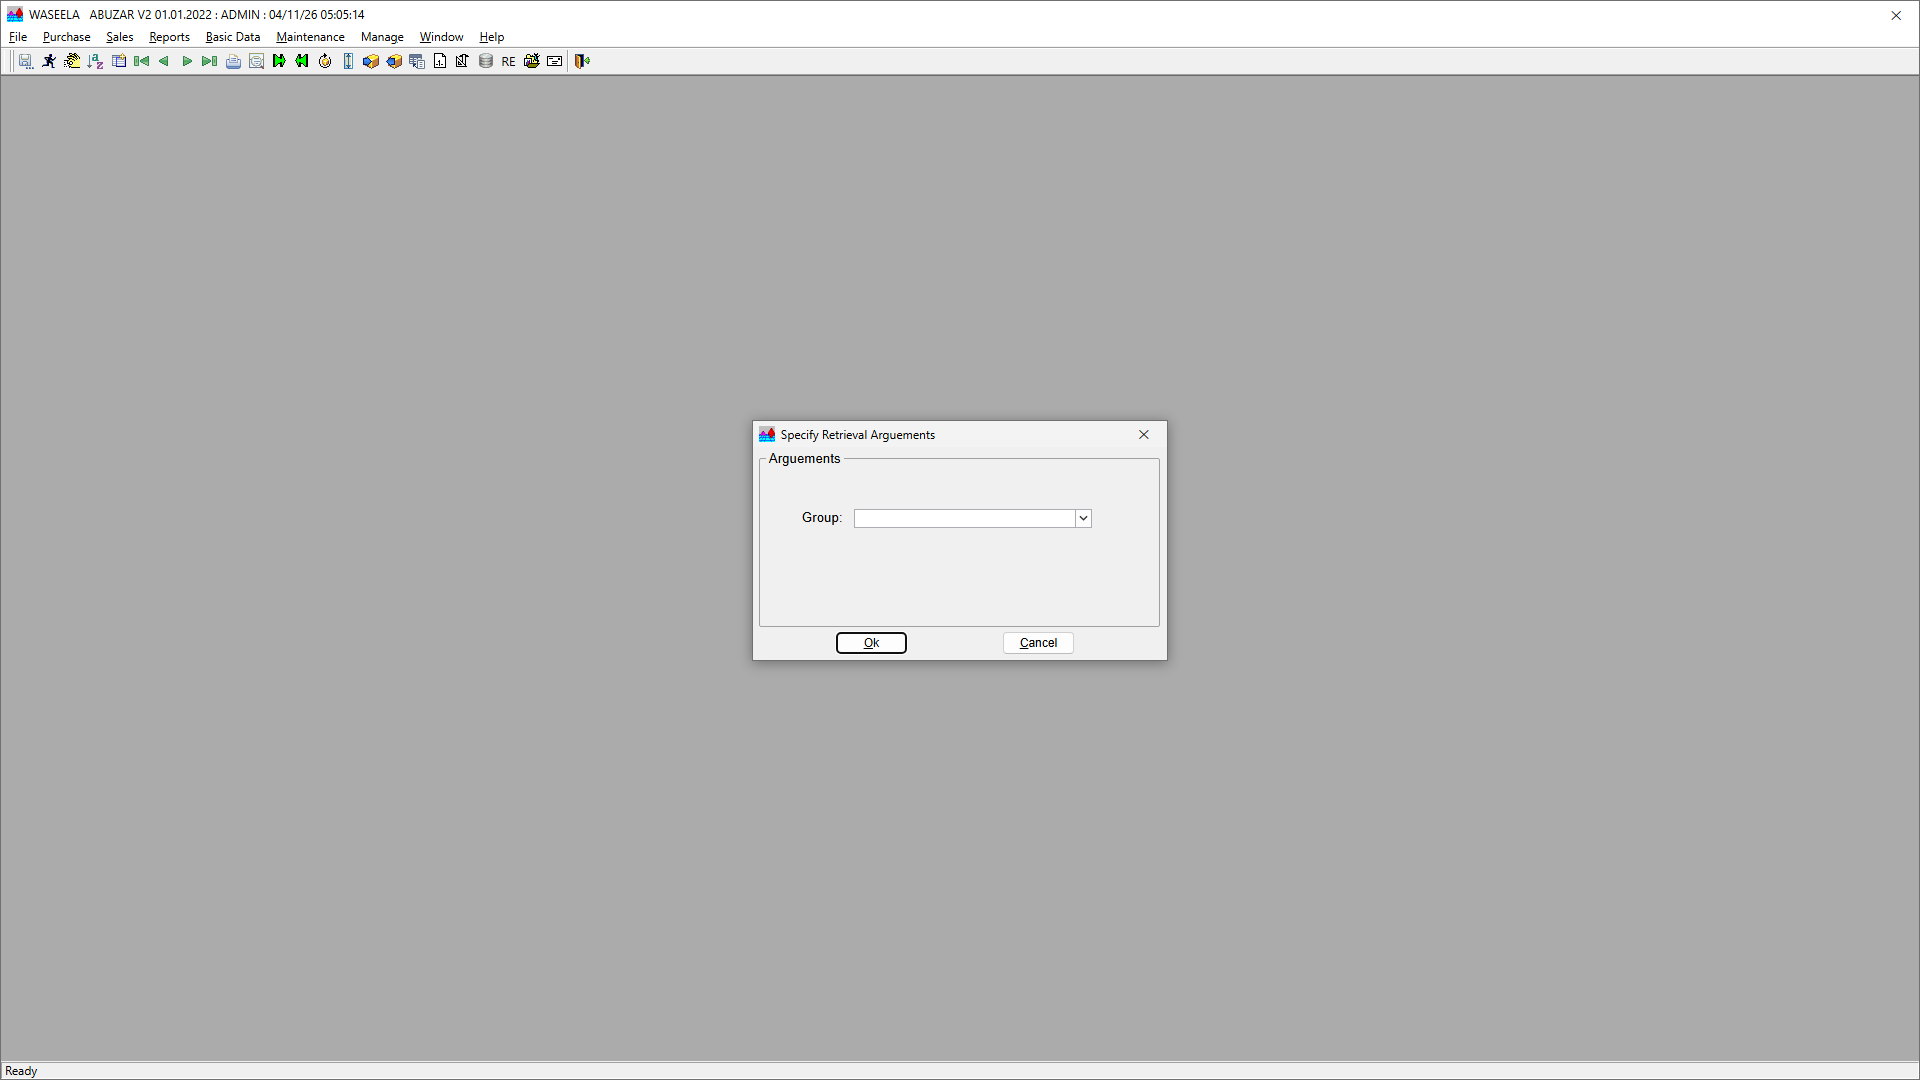 WASEELA   ABUZAR V2 01.01.2022 : ADMIN : 04/11/26 05:05:14
File Purchase Sales Reports Basic Data Maintenance Manage Window Help
RE
Specify Retrieval Arguements
Arguements
Group:
Ok Cancel
Ready